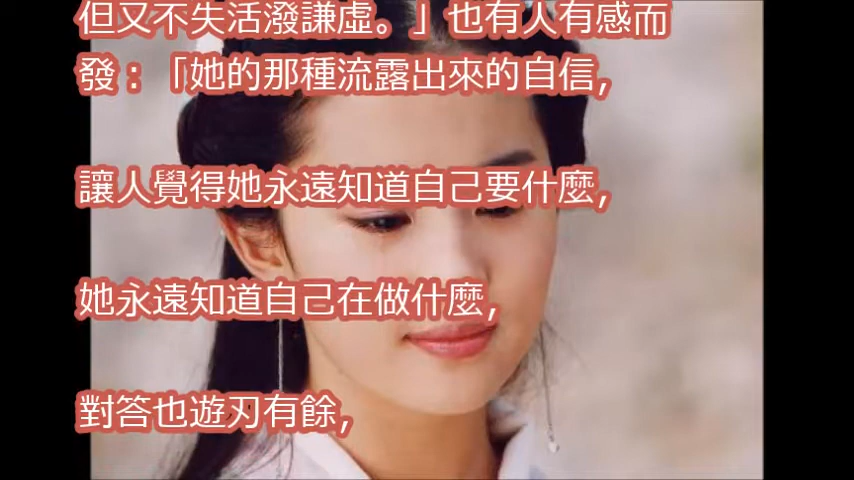 但又不失活潑謙虛。」也有人有感而
發：「她的那種流露出來的自信，
讓人覺得她永遠知道自己要什麼，
她永遠知道自己在做什麼，
對答也遊刃有餘，